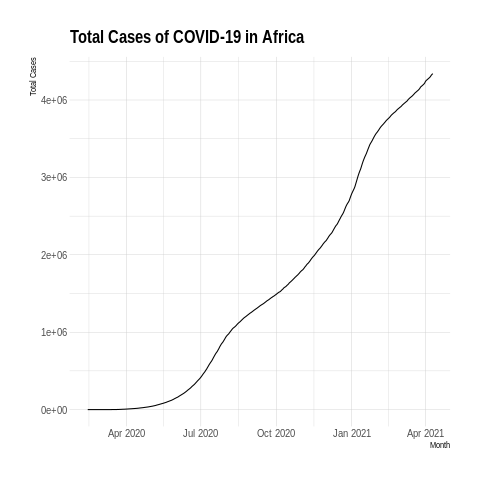 Total Cases of COVID-19 in Africa
Total Cases
4e+06
3e+06
2e+06
1e+06
0e+00
Apr 2020 Jul 2020 Oct 2020 Jan 2021 Apr 2021
Month